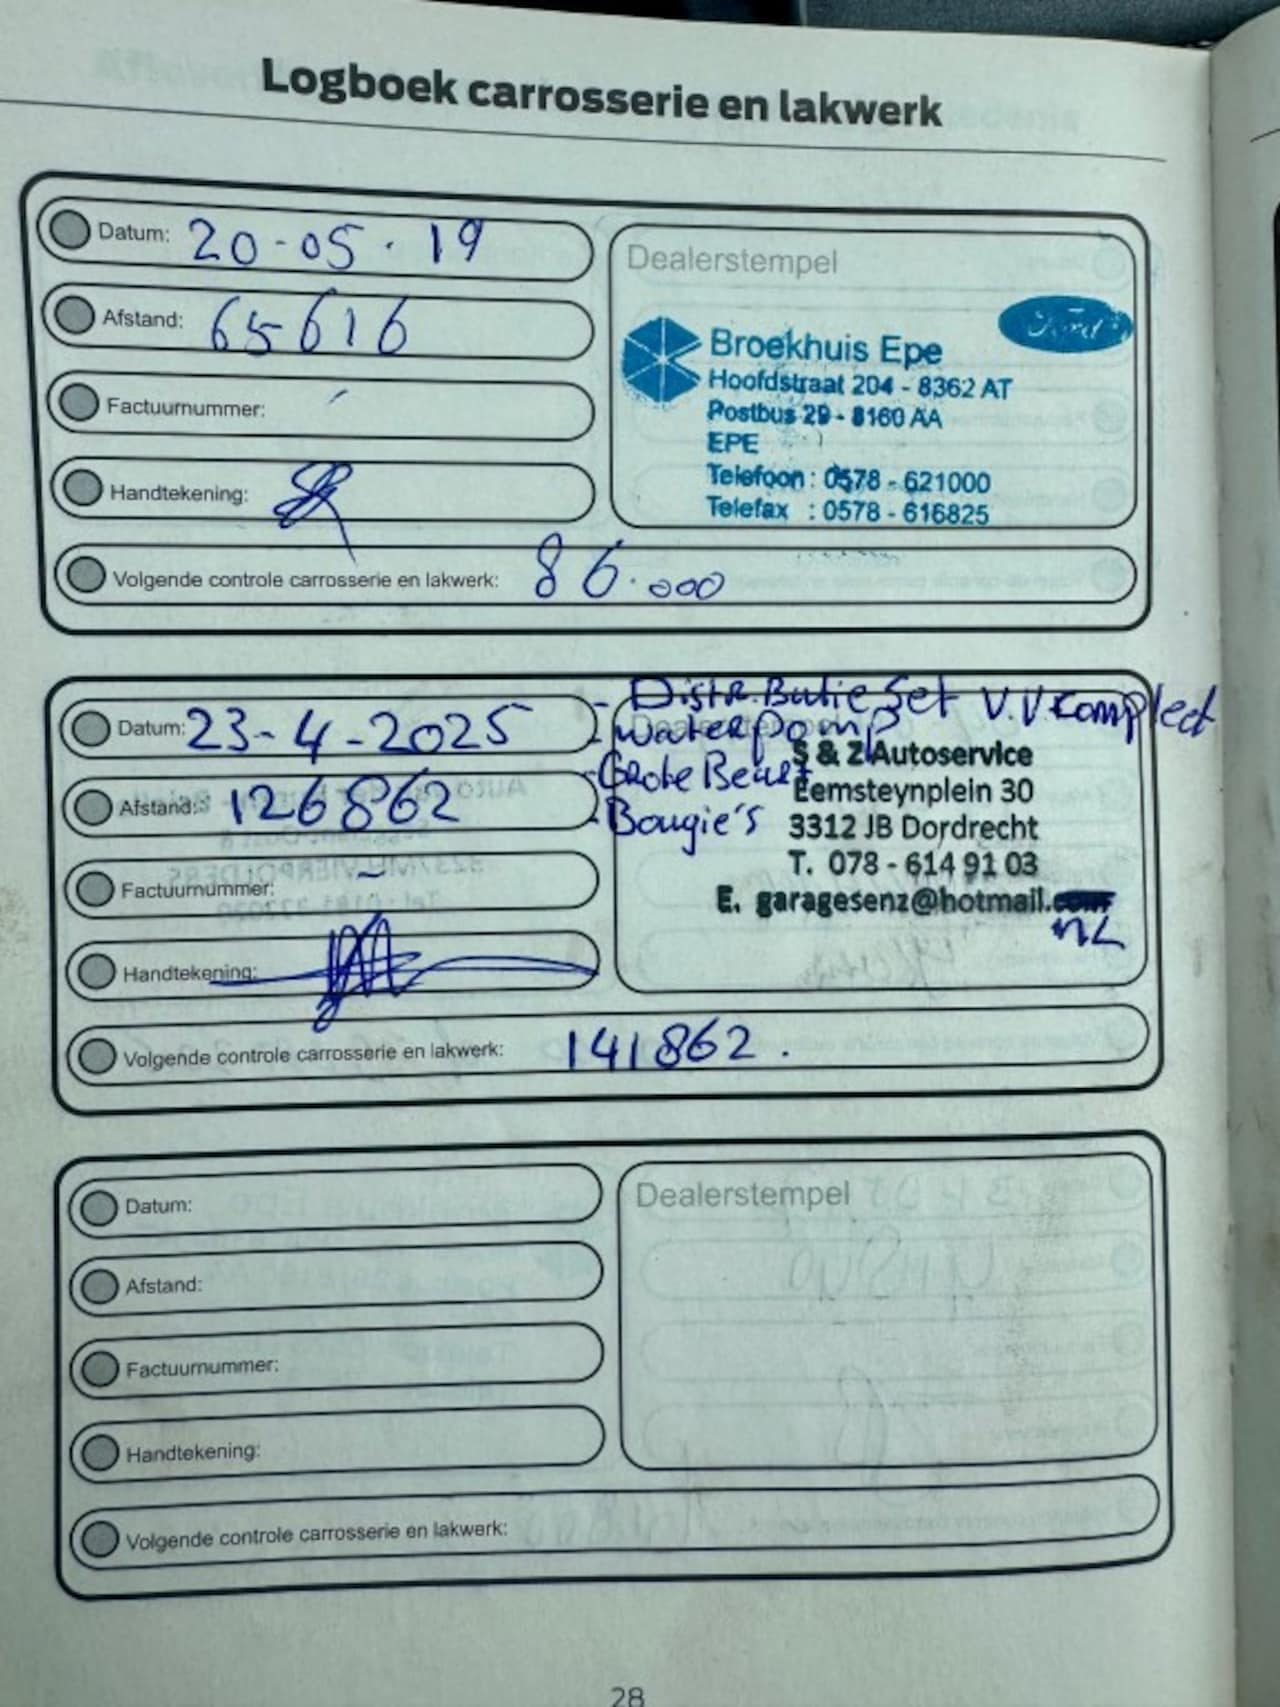 Logboek carrosserie en lakwerk
Datum: 20-05-19
Afstand: 65616
Factuurnummer:
Handtekening:
Volgende controle carrosserie en lakwerk: 86.000
Dealerstempel
Ford
Broekhuis Epe
Hoofdstraat 204 - 8362 AT
Postbus 29 - 8160 AA
EPE
Telefoon : 0578 - 621000
Telefax : 0578 - 616825
Datum: 23-4-2025
Afstand: 126862
Factuurnummer: -
Handtekening:
Volgende controle carrosserie en lakwerk: 141862.
- Distr.Butie Set V.V Compleet
- Waterpomp
- Grote Beurt
- Bougie's
S & Z Autoservice
Eemsteynplein 30
3312 JB Dordrecht
T. 078 - 614 91 03
E. garagesenz@hotmail.com
nL
Datum:
Afstand:
Factuurnummer:
Handtekening:
Volgende controle carrosserie en lakwerk:
Dealerstempel
28